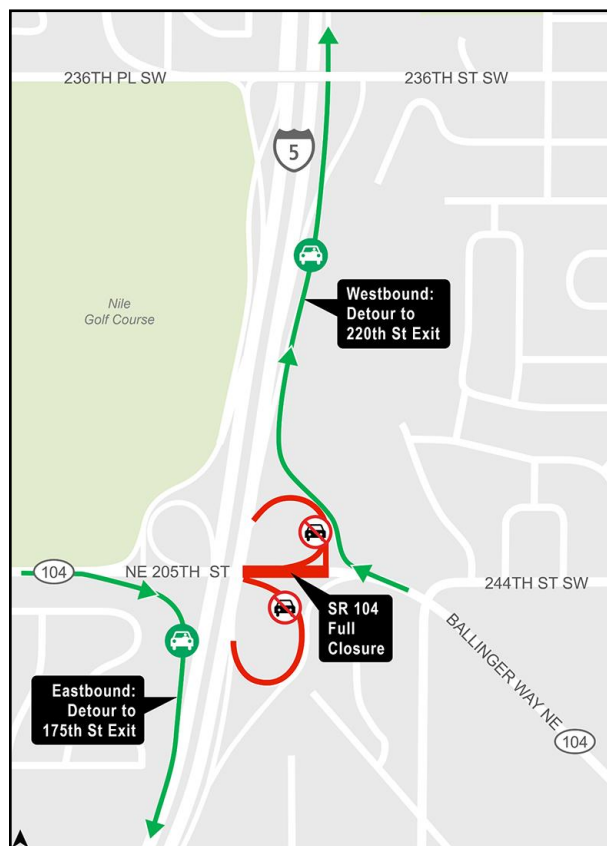 236TH PL SW
236TH ST SW
5
Westbound:
Detour to
220th St Exit
Nile
Golf Course
104
NE 205TH ST
244TH ST SW
SR 104
Full
Closure
BALLINGER WAY NE
104
Eastbound:
Detour to
175th St Exit